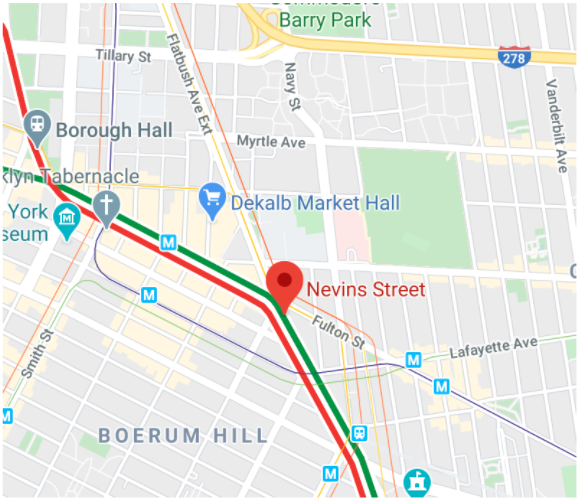 Commodore
Barry Park
278
Tillary St
Flatbush Ave Ext
Navy St
Vanderbilt Ave
Borough Hall
Myrtle Ave
klyn Tabernacle
Dekalb Market Hall
York
seum
M
Nevins Street
M
Fulton St
Lafayette Ave
M
M
Smith St
M
BOERUM HILL
M